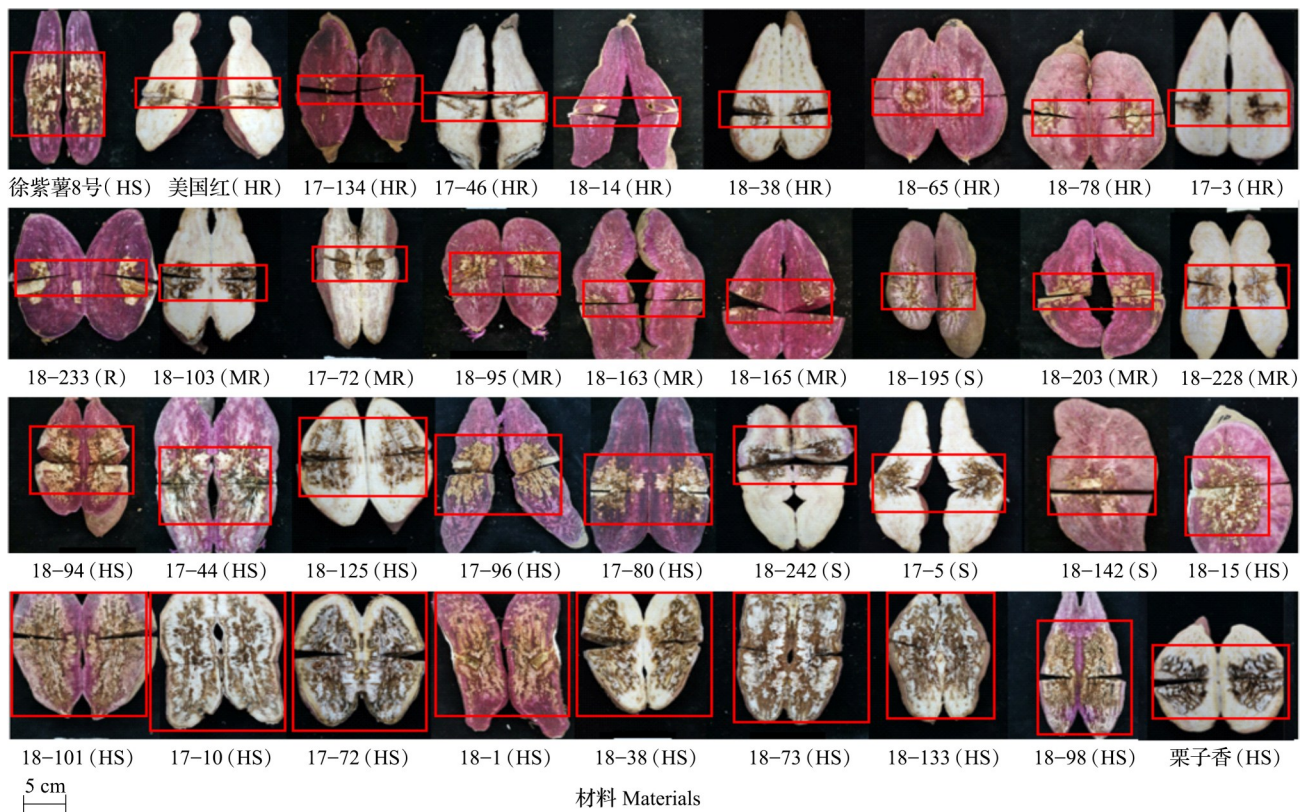 徐紫薯8号(HS) 美国红(HR) 17-134(HR) 17-46(HR) 18-14(HR) 18-38(HR) 18-65(HR) 18-78(HR) 17-3(HR)
18-233(R) 18-103(MR) 17-72(MR) 18-95(MR) 18-163(MR) 18-165(MR) 18-195(S) 18-203(MR) 18-228(MR)
18-94(HS) 17-44(HS) 18-125(HS) 17-96(HS) 17-80(HS) 18-242(S) 17-5(S) 18-142(S) 18-15(HS)
18-101(HS) 17-10(HS) 17-72(HS) 18-1(HS) 18-38(HS) 18-73(HS) 18-133(HS) 18-98(HS) 栗子香(HS)
5 cm
材料 Materials